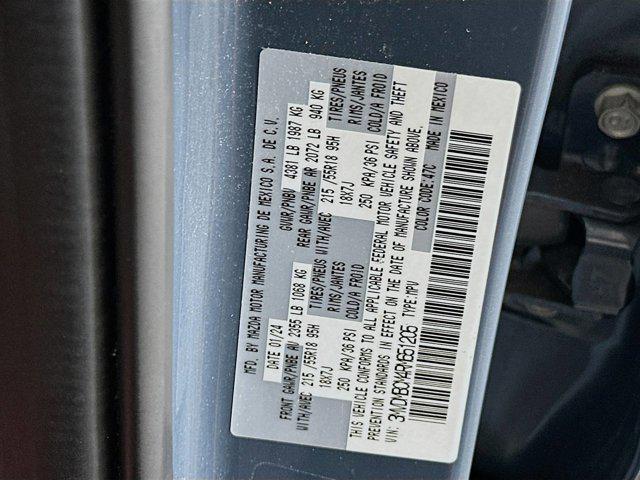 MFD. BY MAZDA MOTOR MANUFACTURING DE MEXICO S.A. DE C.V.
DATE 01/24 GVWR/PNBV 4381 LB 1987 KG
FRONT GAWR/PNBE AV 2355 LB 1068 KG REAR GAWR/PNBE AR 2072 LB 940 KG
WITH/AVEC 215 /55R18 95H TIRES/PNEUS WITH/AVEC 215 /55R18 95H TIRES/PNEUS
18X7J RIMS/JANTES 18X7J RIMS/JANTES
250 KPA/36 PSI COLD/A FROID 250 KPA/36 PSI COLD/A FROID
THIS VEHICLE CONFORMS TO ALL APPLICABLE FEDERAL MOTOR VEHICLE SAFETY AND THEFT
PREVENTION STANDARDS IN EFFECT ON THE DATE OF MANUFACTURE SHOWN ABOVE.
COLOR CODE:47C MADE IN MEXICO
VIN: TYPE:MPV